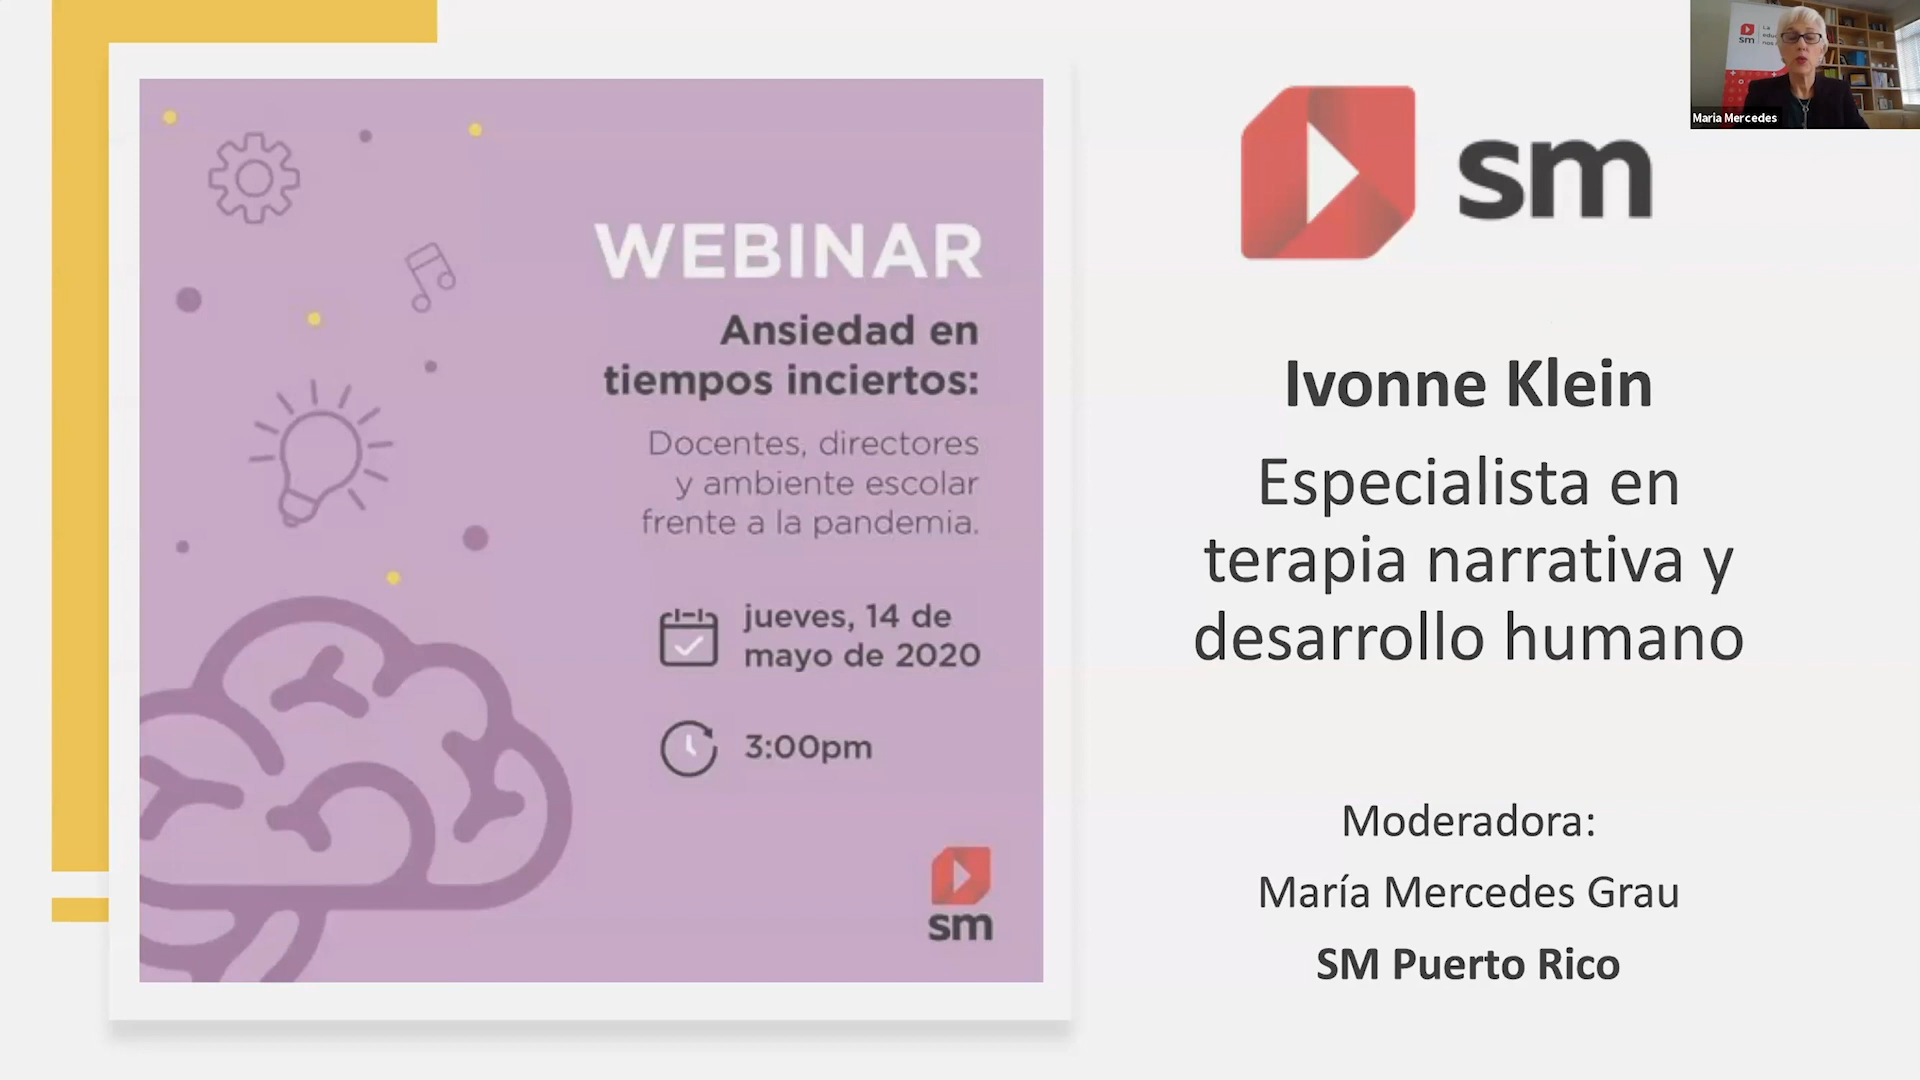 WEBINAR
Ansiedad en
tiempos inciertos:
Docentes, directores
y ambiente escolar
frente a la pandemia.
jueves, 14 de
mayo de 2020
3:00pm
sm
sm
Ivonne Klein
Especialista en
terapia narrativa y
desarrollo humano
Moderadora:
María Mercedes Grau
SM Puerto Rico
sm
Maria Mercedes